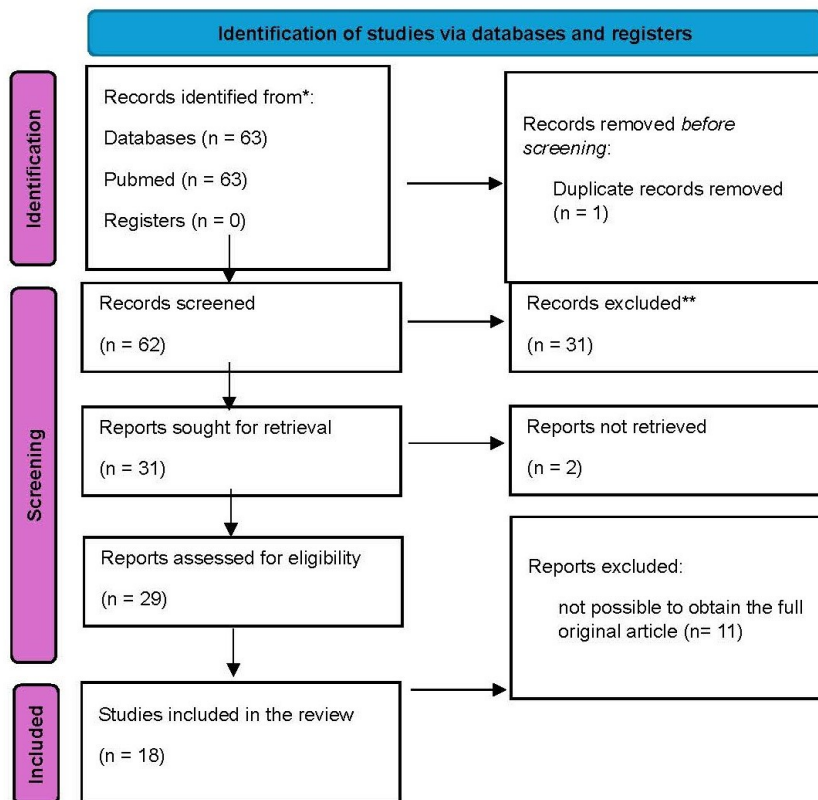 Identification of studies via databases and registers
Identification
Records identified from*:
Databases (n = 63)
Pubmed (n = 63)
Registers (n = 0)
Records removed before
screening:
Duplicate records removed
(n = 1)
Screening
Records screened
(n = 62)
Records excluded**
(n = 31)
Reports sought for retrieval
(n = 31)
Reports not retrieved
(n = 2)
Reports assessed for eligibility
(n = 29)
Reports excluded:
not possible to obtain the full
original article (n= 11)
Included
Studies included in the review
(n = 18)